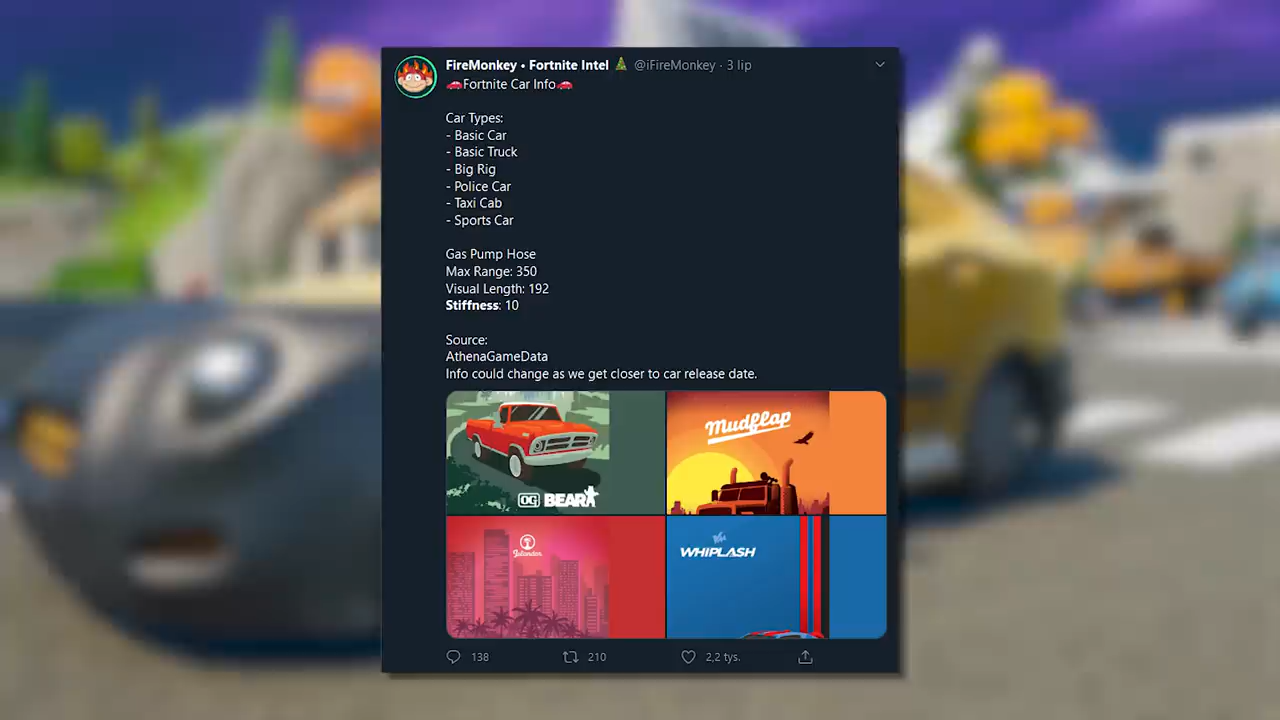 FireMonkey • Fortnite Intel 🎄 @iFireMonkey · 3 lip
🚗Fortnite Car Info🚗
Car Types:
- Basic Car
- Basic Truck
- Big Rig
- Police Car
- Taxi Cab
- Sports Car
Gas Pump Hose
Max Range: 350
Visual Length: 192
Stiffness: 10
Source:
AthenaGameData
Info could change as we get closer to car release date.
OG BEAR
Mudflap
Islander
WHIPLASH
138 210 2,2 tys.